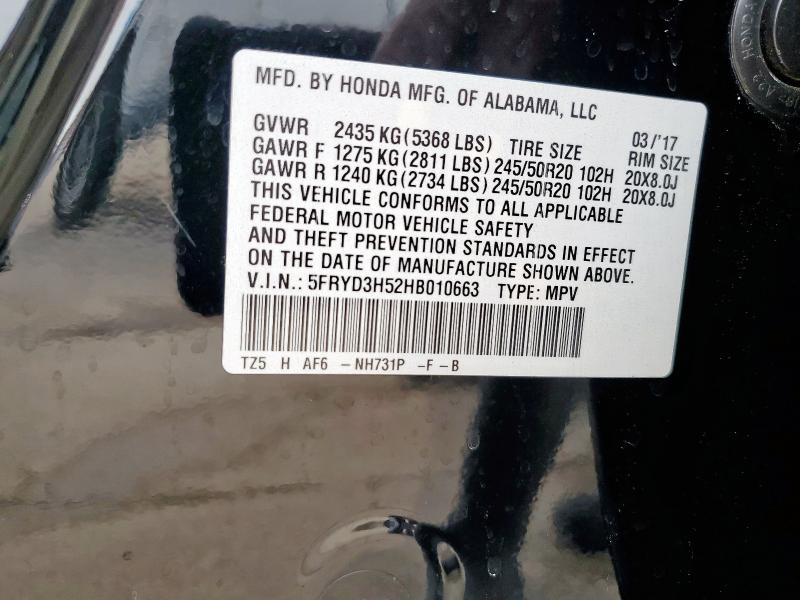 MFD. BY HONDA MFG. OF ALABAMA, LLC
03/'17
GVWR 2435 KG(5368 LBS) TIRE SIZE RIM SIZE
GAWR F 1275 KG(2811 LBS) 245/50R20 102H 20X8.0J
GAWR R 1240 KG(2734 LBS) 245/50R20 102H 20X8.0J
THIS VEHICLE CONFORMS TO ALL APPLICABLE
FEDERAL MOTOR VEHICLE SAFETY
AND THEFT PREVENTION STANDARDS IN EFFECT
ON THE DATE OF MANUFACTURE SHOWN ABOVE.
V.I.N.: 5FRYD3H52HB010663 TYPE: MPV
TZ5 H AF6 -NH731P -F-B
HONDA